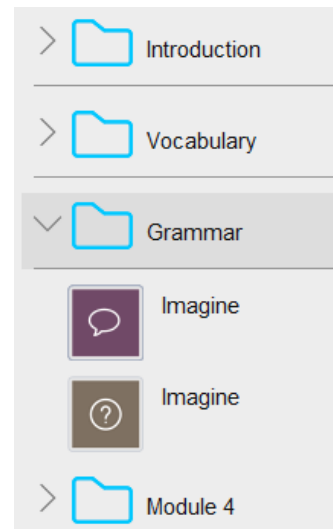 Introduction
Vocabulary
Grammar
Imagine
Imagine
Module 4